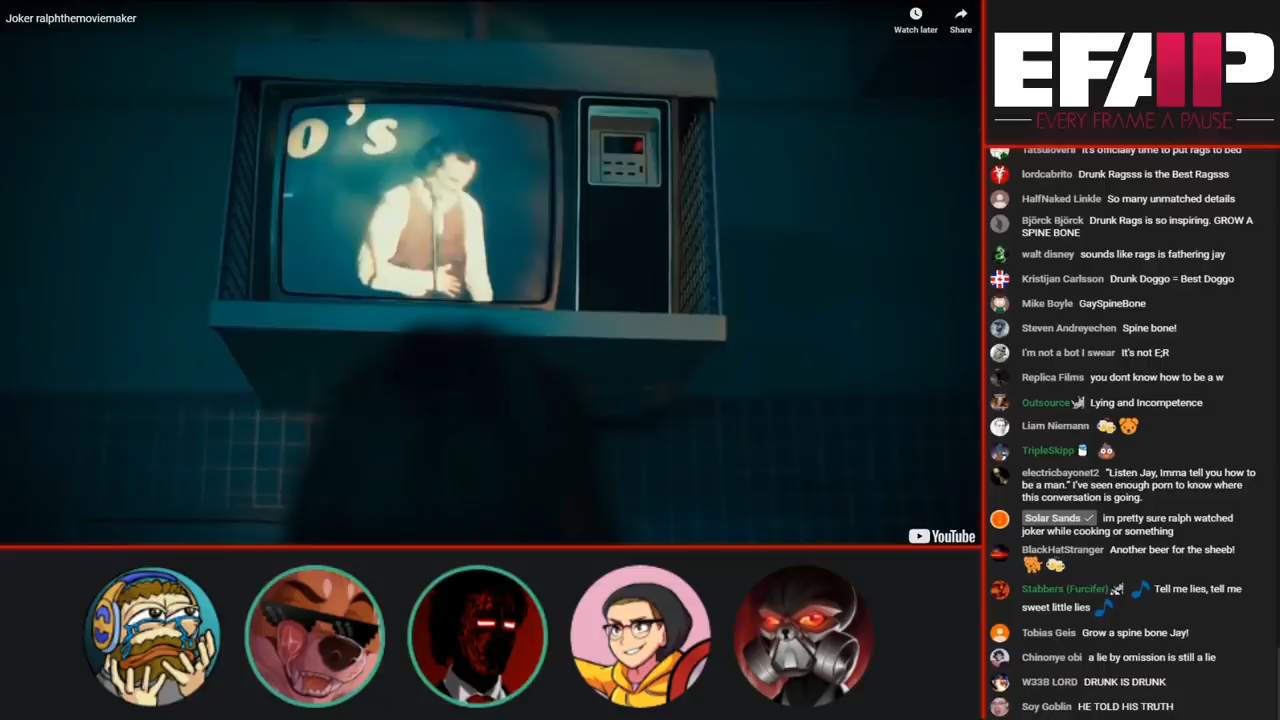 Joker ralphthemoviemaker
Watch later
Share
o's
YouTube
EFAP
EVERY FRAME A PAUSE
Tatsuloverii It's officially time to put rags to bed
lordcabrito Drunk Ragsss is the Best Ragsss
HalfNaked Linkle So many unmatched details
Björck Björck Drunk Rags is so inspiring. GROW A
SPINE BONE
walt disney sounds like rags is fathering jay
Kristijan Carlsson Drunk Doggo = Best Doggo
Mike Boyle GaySpineBone
Steven Andreyechen Spine bone!
I'm not a bot I swear It's not E;R
Replica Films you dont know how to be a w
Outsource Lying and Incompetence
Liam Niemann
TripleSkipp
electricbayonet2 “Listen Jay, Imma tell you how to
be a man.” I've seen enough porn to know where
this conversation is going.
Solar Sands im pretty sure ralph watched
joker while cooking or something
BlackHatStranger Another beer for the sheeb!
Stabbers (Furcifer) Tell me lies, tell me
sweet little lies
Tobias Geis Grow a spine bone Jay!
Chinonye obi a lie by omission is still a lie
W33B LORD DRUNK IS DRUNK
Soy Goblin HE TOLD HIS TRUTH